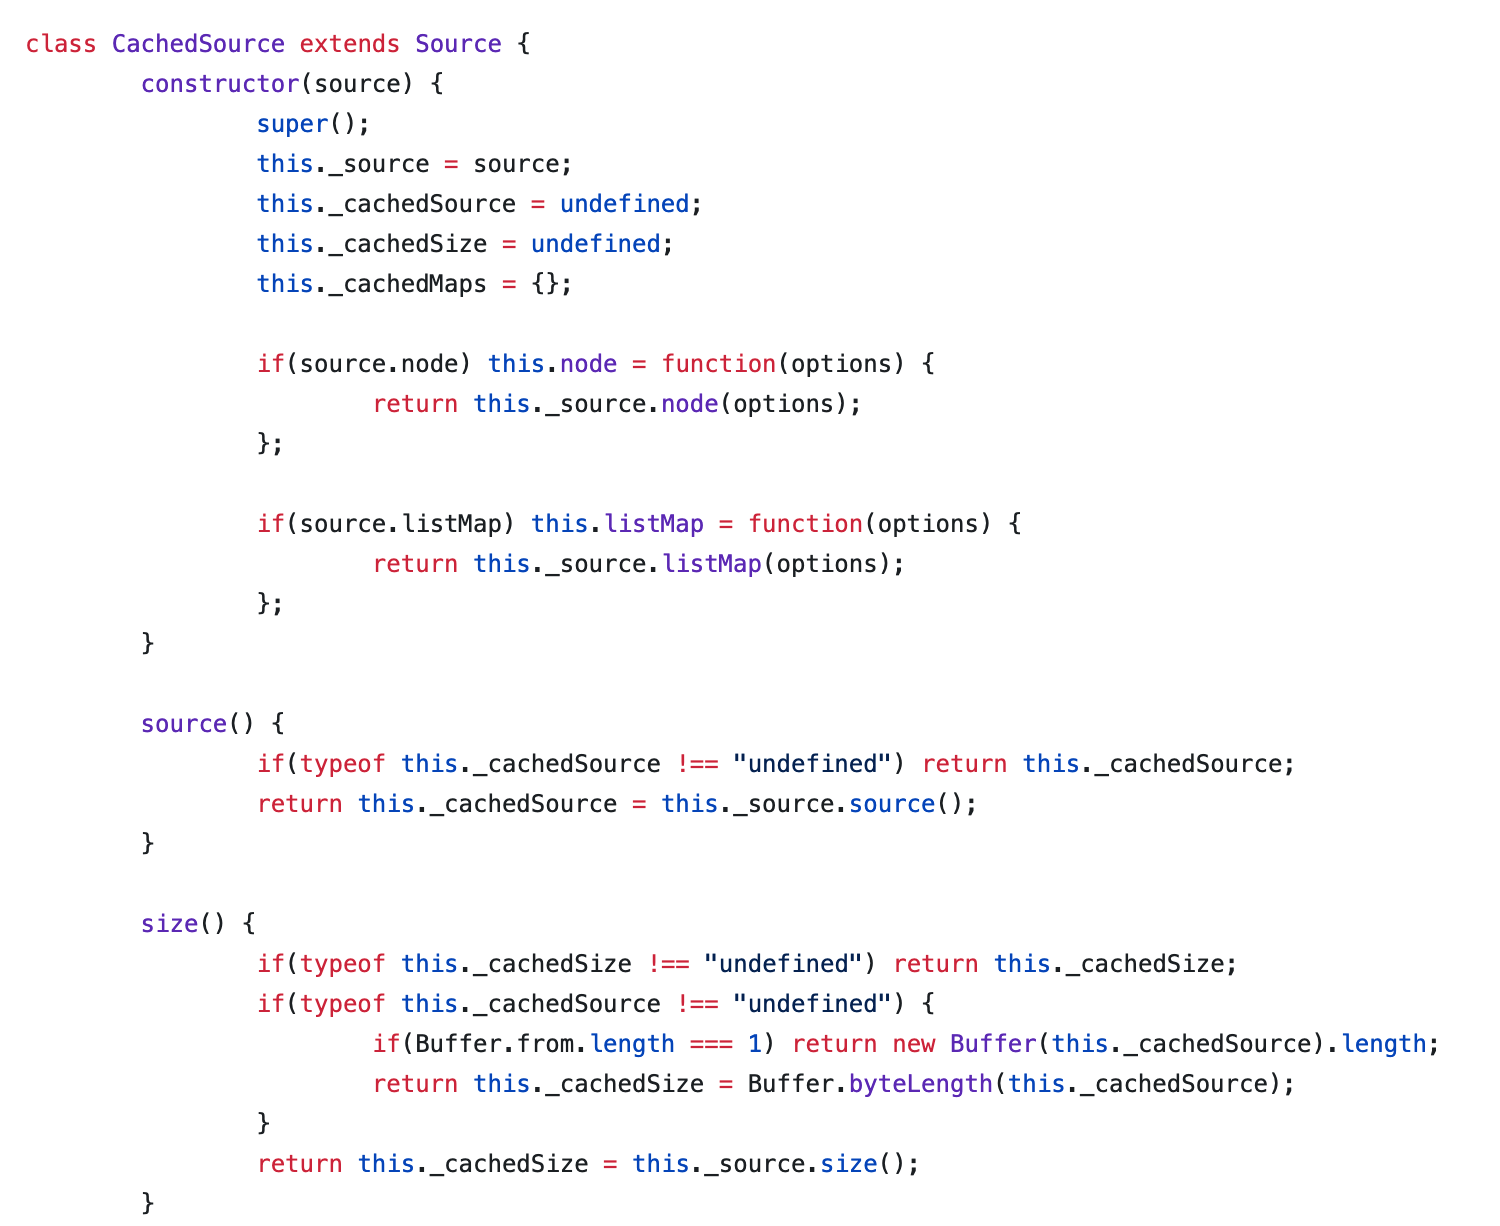 class CachedSource extends Source {
constructor(source) {
super();
this._source = source;
this._cachedSource = undefined;
this._cachedSize = undefined;
this._cachedMaps = {};
if(source.node) this.node = function(options) {
return this._source.node(options);
};
if(source.listMap) this.listMap = function(options) {
return this._source.listMap(options);
};
}
source() {
if(typeof this._cachedSource !== "undefined") return this._cachedSource;
return this._cachedSource = this._source.source();
}
size() {
if(typeof this._cachedSize !== "undefined") return this._cachedSize;
if(typeof this._cachedSource !== "undefined") {
if(Buffer.from.length === 1) return new Buffer(this._cachedSource).length;
return this._cachedSize = Buffer.byteLength(this._cachedSource);
}
return this._cachedSize = this._source.size();
}